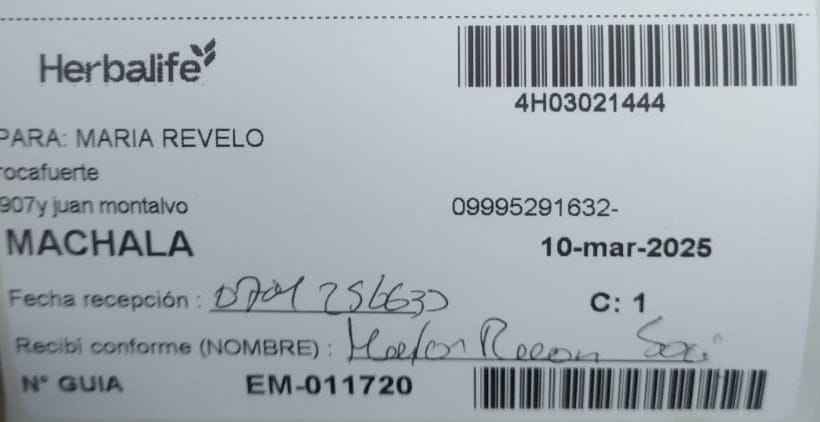 Herbalife
4H03021444
PARA: MARIA REVELO
rocafuerte
907y juan montalvo 09995291632-
MACHALA 10-mar-2025
Fecha recepción :
C: 1
Recibí conforme (NOMBRE) :
N° GUIA EM-011720